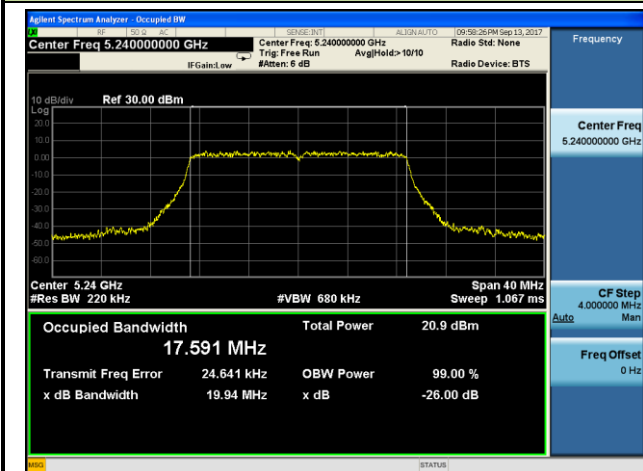 Agilent Spectrum Analyzer - Occupied BW
RF 50 Ω AC SENSE:INT ALIGN AUTO 09:58:26 PM Sep 13, 2017
Center Freq 5.240000000 GHz
Center Freq: 5.240000000 GHz Radio Std: None
Trig: Free Run Avg|Hold:>10/10
IFGain:Low #Atten: 6 dB Radio Device: BTS
Frequency
10 dB/div Ref 30.00 dBm
Log
20.0
10.0
0.00
-10.0
-20.0
-30.0
-40.0
-50.0
-60.0
Center 5.24 GHz Span 40 MHz
#Res BW 220 kHz #VBW 680 kHz Sweep 1.067 ms
Occupied Bandwidth Total Power 20.9 dBm
17.591 MHz
Transmit Freq Error 24.641 kHz OBW Power 99.00 %
x dB Bandwidth 19.94 MHz x dB -26.00 dB
Center Freq
5.240000000 GHz
CF Step
4.000000 MHz
Auto Man
Freq Offset
0 Hz
MSG STATUS